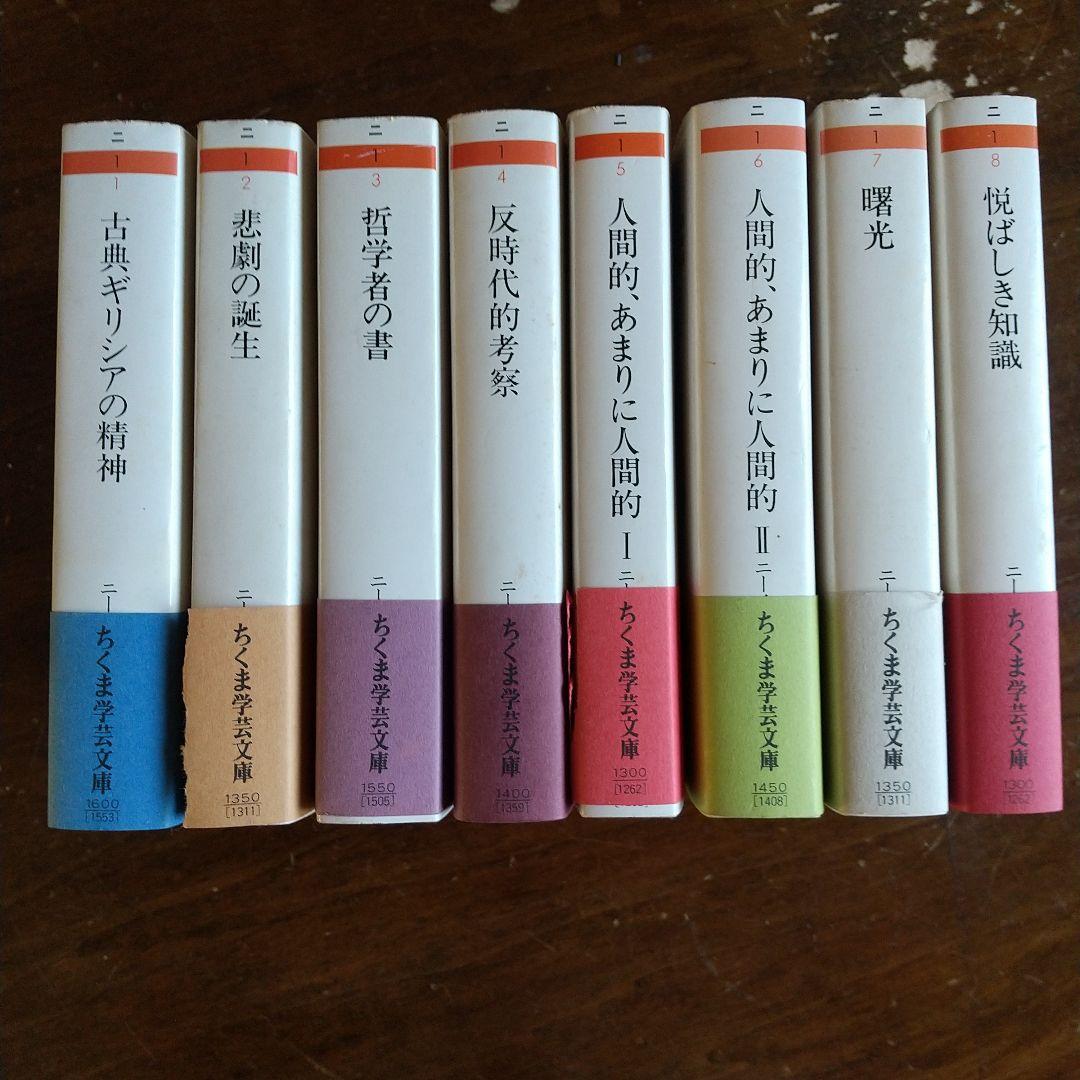 ニ
1
1
古典ギリシアの精神
ニー
ちくま学芸文庫
1600
[1553]
ニ
1
2
悲劇の誕生
ニー
ちくま学芸文庫
1350
[1311]
ニ
1
3
哲学者の書
ニー
ちくま学芸文庫
1550
[1505]
ニ
1
4
反時代的考察
ニー
ちくま学芸文庫
1400
[1359]
ニ
1
5
人間的、あまりに人間的 Ⅰ
ニー
ちくま学芸文庫
1300
[1262]
ニ
1
6
人間的、あまりに人間的 Ⅱ
ニー
ちくま学芸文庫
1450
[1408]
ニ
1
7
曙光
ニー
ちくま学芸文庫
1350
[1311]
ニ
1
8
悦ばしき知識
ニー
ちくま学芸文庫
1300
[1262]